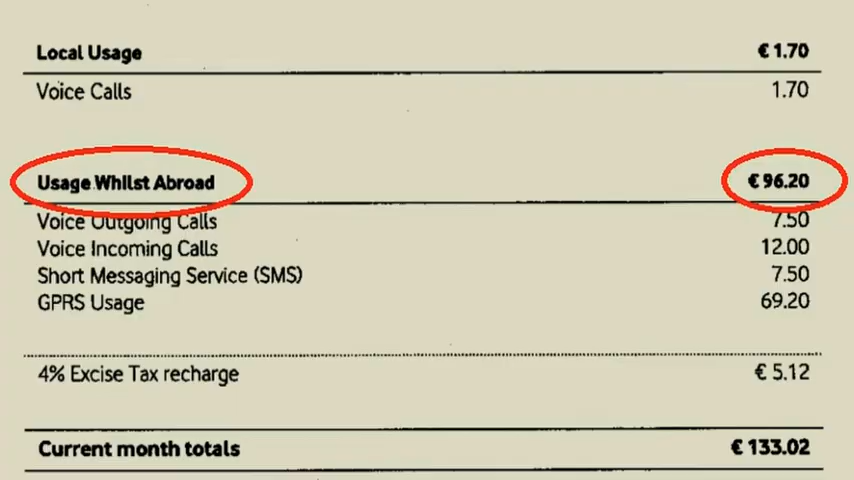 Local Usage € 1.70
Voice Calls 1.70
Usage Whilst Abroad € 96.20
Voice Outgoing Calls 7.50
Voice Incoming Calls 12.00
Short Messaging Service (SMS) 7.50
GPRS Usage 69.20
4% Excise Tax recharge € 5.12
Current month totals € 133.02